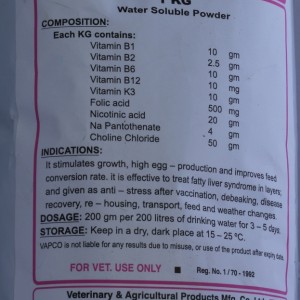 1 KG
Water Soluble Powder
COMPOSITION:
Each KG contains:
Vitamin B1 10 gm
Vitamin B2 2.5 gm
Vitamin B6 10 gm
Vitamin B12 10 mg
Vitamin K3 10 gm
Folic acid 500 mg
Nicotinic acid 20 gm
Na Pantothenate 4 gm
Choline Chloride 50 gm
INDICATIONS:
It stimulates growth, high egg – production and improves feed
conversion rate. it is effective to treat fatty liver syndrome in layers;
and given as anti – stress after vaccination, debeaking, disease
recovery, re – housing, transport, feed and weather changes.
DOSAGE: 200 gm per 200 litres of drinking water for 3 – 5 days.
STORAGE: Keep in a dry, dark place at 15 – 25 °C.
VAPCO is not liable for any results due to misuse, or use of the product after expiry date.
FOR VET. USE ONLY Reg. No. 1 / 70 - 1992
Veterinary & Agricultural Products Mfg. Co. Ltd.